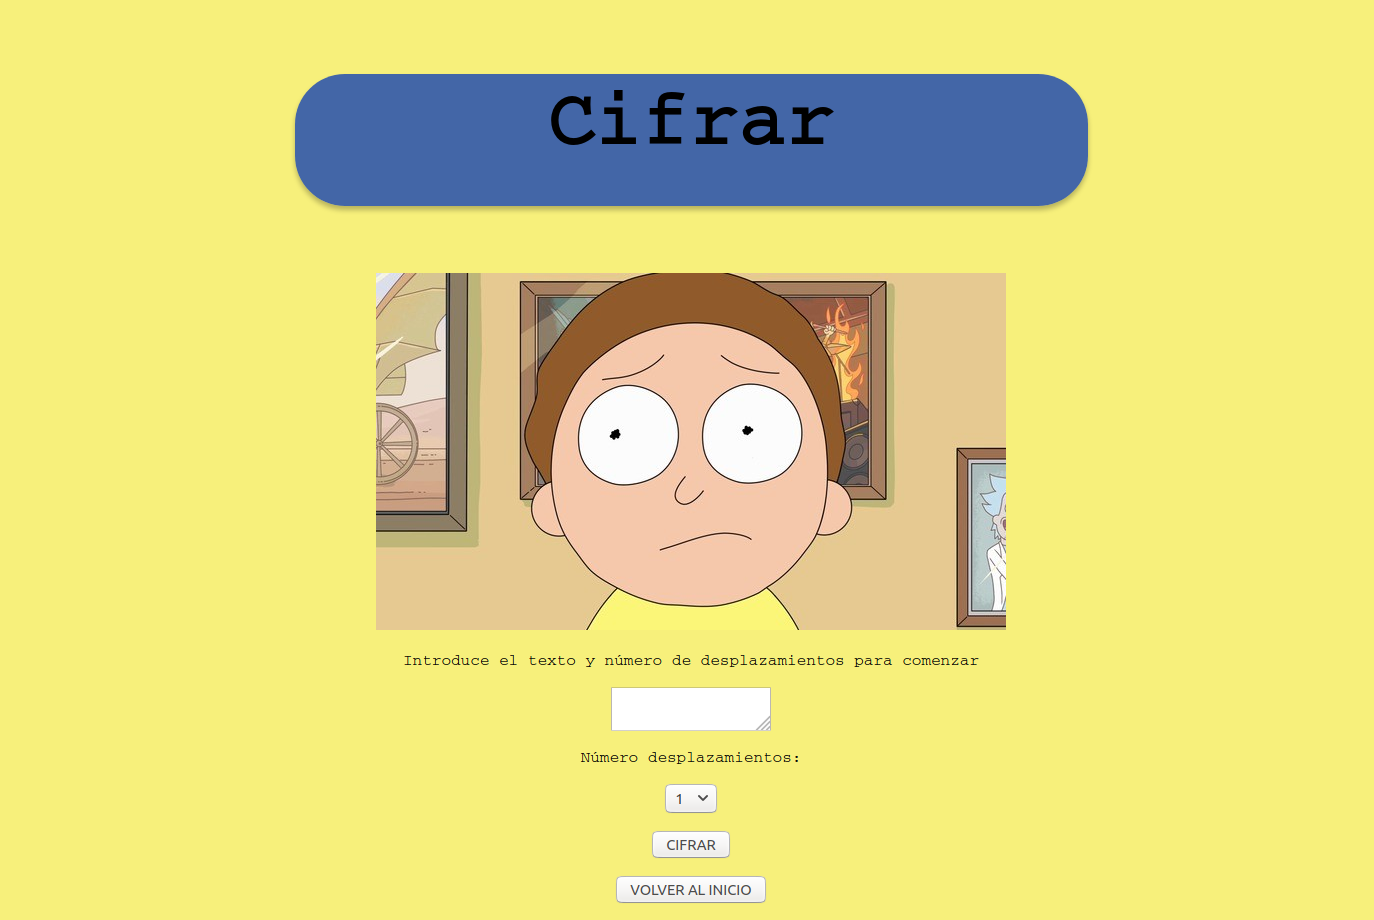 Cifrar
Introduce el texto y número de desplazamientos para comenzar
Número desplazamientos:
1
CIFRAR
VOLVER AL INICIO